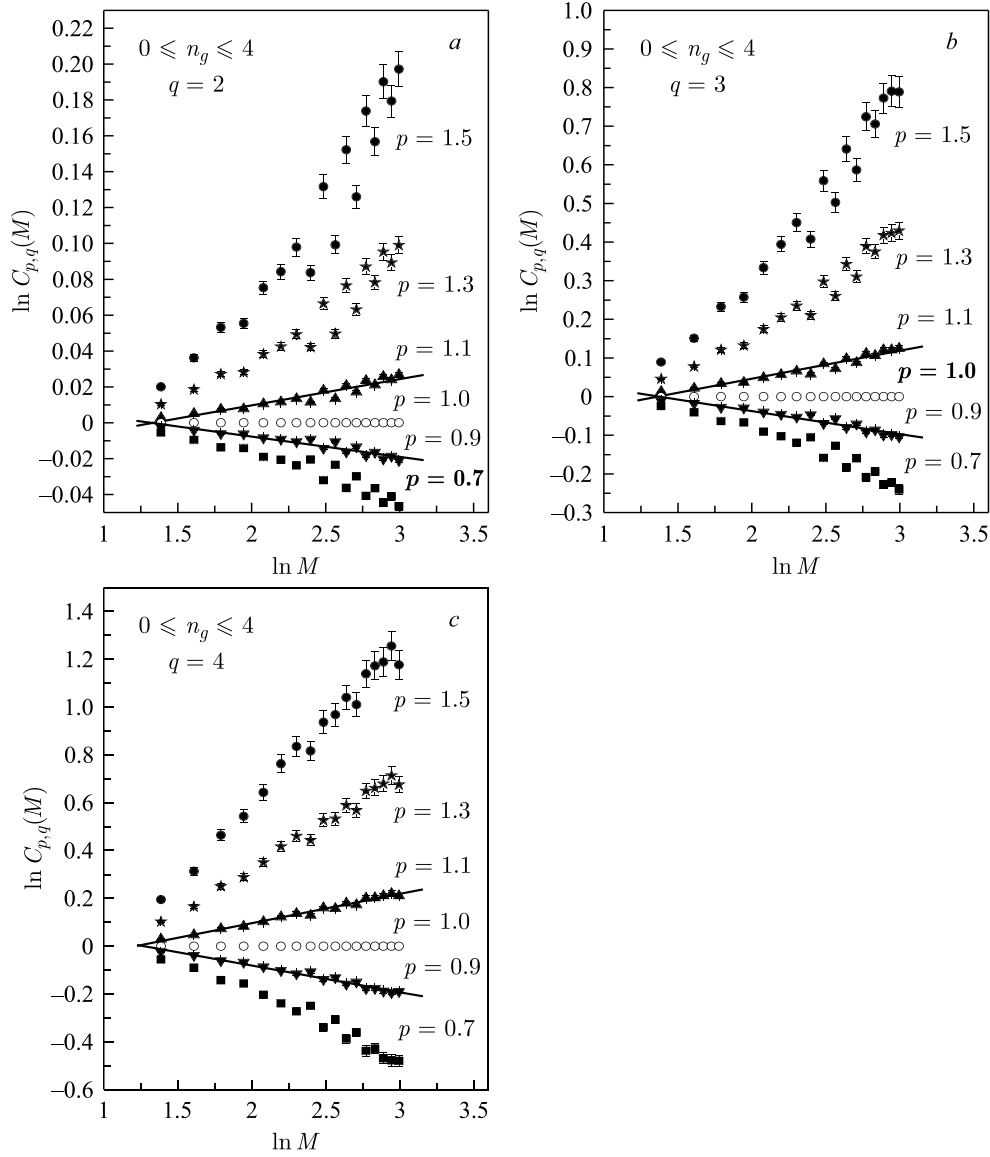 0.22
0.20
0.18
0.16
0.14
0.12
0.10
0.08
0.06
0.04
0.02
0
–0.02
–0.04
ln C_{p,q}(M)
0 ⩽ n_g ⩽ 4
q = 2
a
p = 1.5
p = 1.3
p = 1.1
p = 1.0
p = 0.9
p = 0.7
1 1.5 2 2.5 3 3.5
ln M
1.0
0.9
0.8
0.7
0.6
0.5
0.4
0.3
0.2
0.1
0
–0.1
–0.2
–0.3
ln C_{p,q}(M)
0 ⩽ n_g ⩽ 4
q = 3
b
p = 1.5
p = 1.3
p = 1.1
p = 1.0
p = 0.9
p = 0.7
1 1.5 2 2.5 3 3.5
ln M
1.4
1.2
1.0
0.8
0.6
0.4
0.2
0
–0.2
–0.4
–0.6
ln C_{p,q}(M)
0 ⩽ n_g ⩽ 4
q = 4
c
p = 1.5
p = 1.3
p = 1.1
p = 1.0
p = 0.9
p = 0.7
1 1.5 2 2.5 3 3.5
ln M